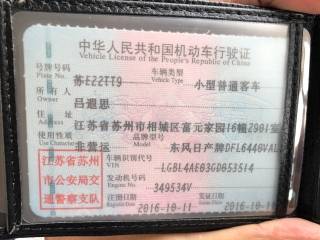 中华人民共和国机动车行驶证
Vehicle License of the People's Republic of China
号牌号码 苏E22TT9 车辆类型 小型普通客车
Plate No. Vehicle Type
所有人 吕遐思
Owner
住址 江苏省苏州市相城区富元家园16幢2901室
Address
使用性质 非营运 品牌型号 东风日产牌DFL6440VAL
Use Character Model
江苏省苏州
市公安局交
通警察支队
车辆识别代号 LGBL4AE03GD053514
VIN
发动机号码 349534V
Engine No.
注册日期 2016-10-11 发证日期 2016-10-
Register Date Issue Date